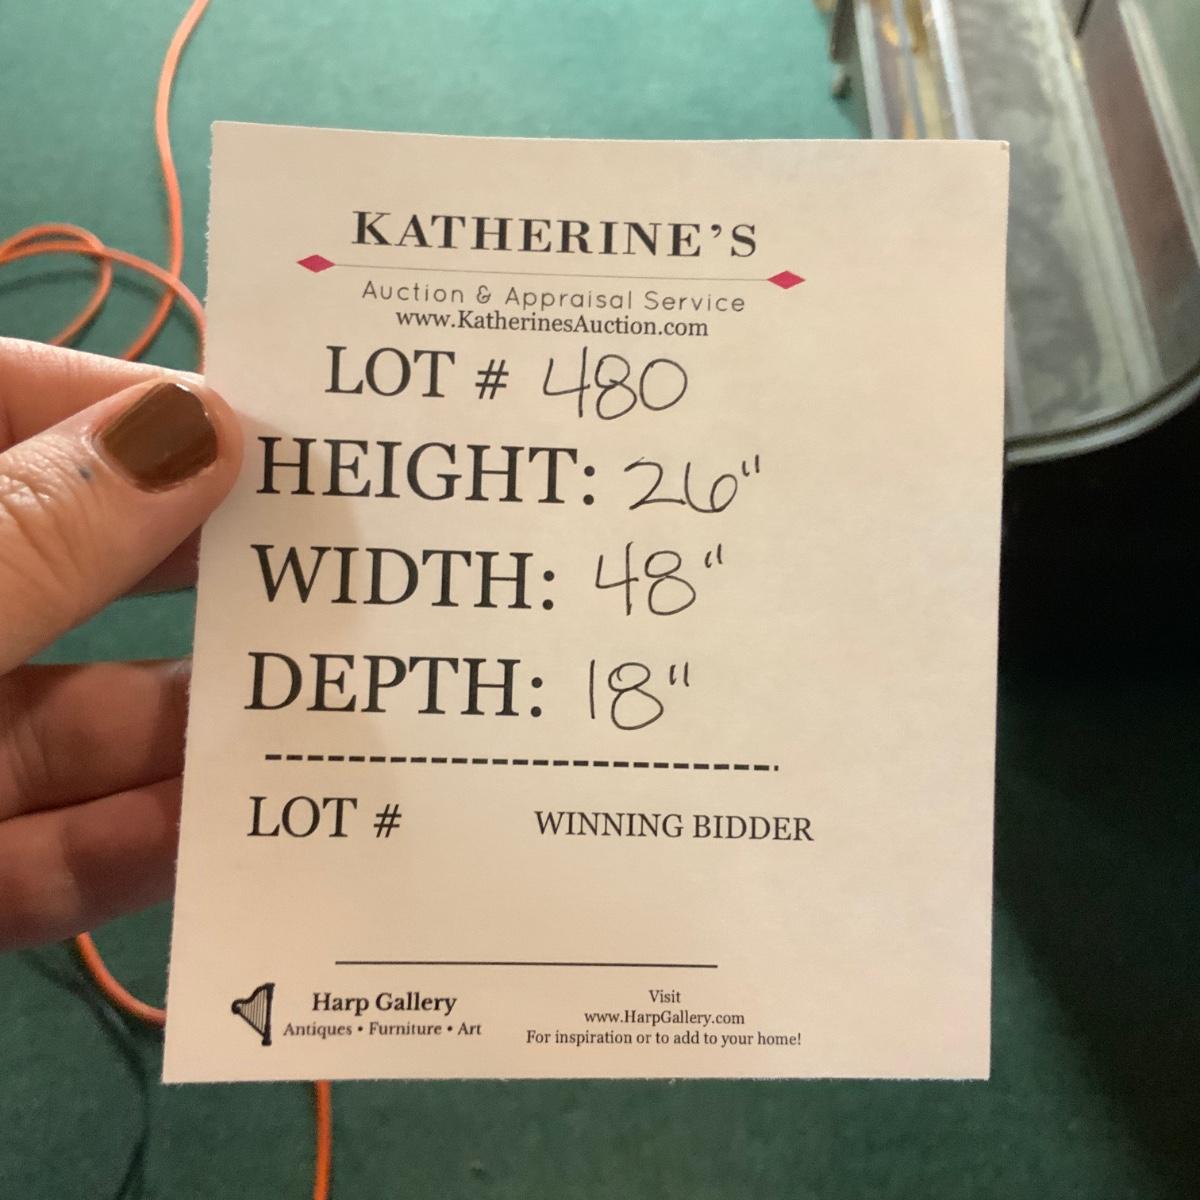 KATHERINE'S
Auction & Appraisal Service
www.KatherinesAuction.com
LOT # 480
HEIGHT: 26"
WIDTH: 48"
DEPTH: 18"
LOT # WINNING BIDDER
Harp Gallery
Antiques • Furniture • Art
Visit
www.HarpGallery.com
For inspiration or to add to your home!